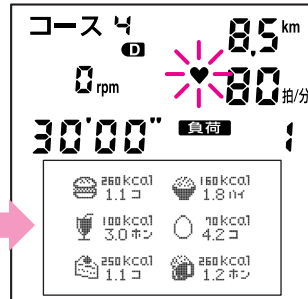 コース 4
D
8.5 km
0 rpm
80 拍/分
30'00" 負荷 1
260kcal 1.1コ
160kcal 1.8ハイ
100kcal 3.0ホン
70kcal 4.2コ
250kcal 1.1コ
250kcal 1.2ホン